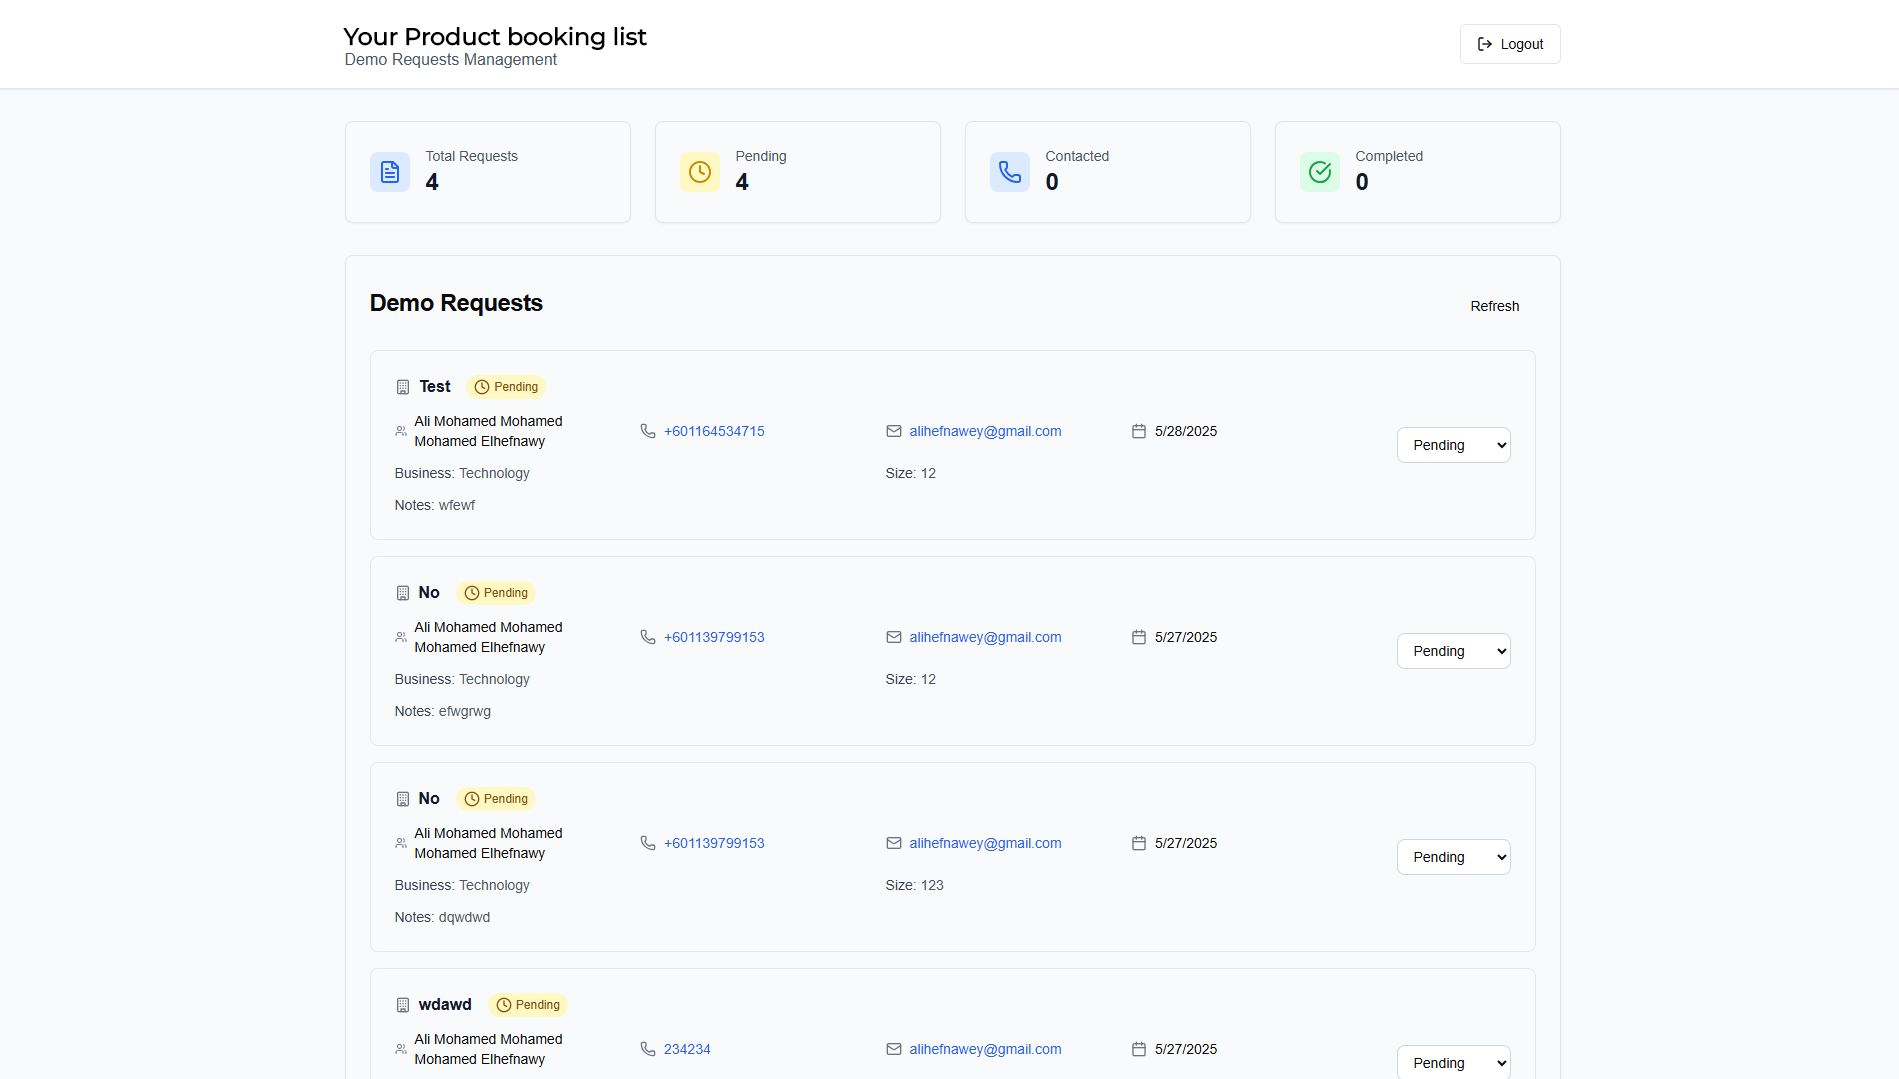 Your Product booking list
Demo Requests Management
Logout
Total Requests
4
Pending
4
Contacted
0
Completed
0
Demo Requests
Refresh
Test Pending
Ali Mohamed Mohamed
Mohamed Elhefnawy
+601164534715
alihefnawey@gmail.com
5/28/2025
Pending
Business: Technology
Size: 12
Notes: wfewf
No Pending
Ali Mohamed Mohamed
Mohamed Elhefnawy
+601139799153
alihefnawey@gmail.com
5/27/2025
Pending
Business: Technology
Size: 12
Notes: efwgrwg
No Pending
Ali Mohamed Mohamed
Mohamed Elhefnawy
+601139799153
alihefnawey@gmail.com
5/27/2025
Pending
Business: Technology
Size: 123
Notes: dqwdwd
wdawd Pending
Ali Mohamed Mohamed
Mohamed Elhefnawy
234234
alihefnawey@gmail.com
5/27/2025
Pending